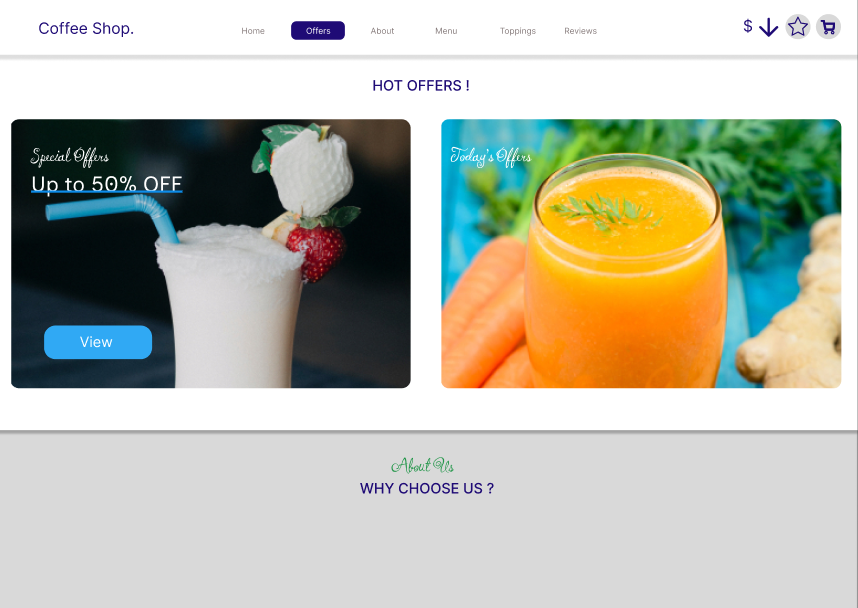 Coffee Shop.
Home Offers About Menu Toppings Reviews $
HOT OFFERS !
Special Offers
Up to 50% OFF
View
Today's Offers
About Us
WHY CHOOSE US ?